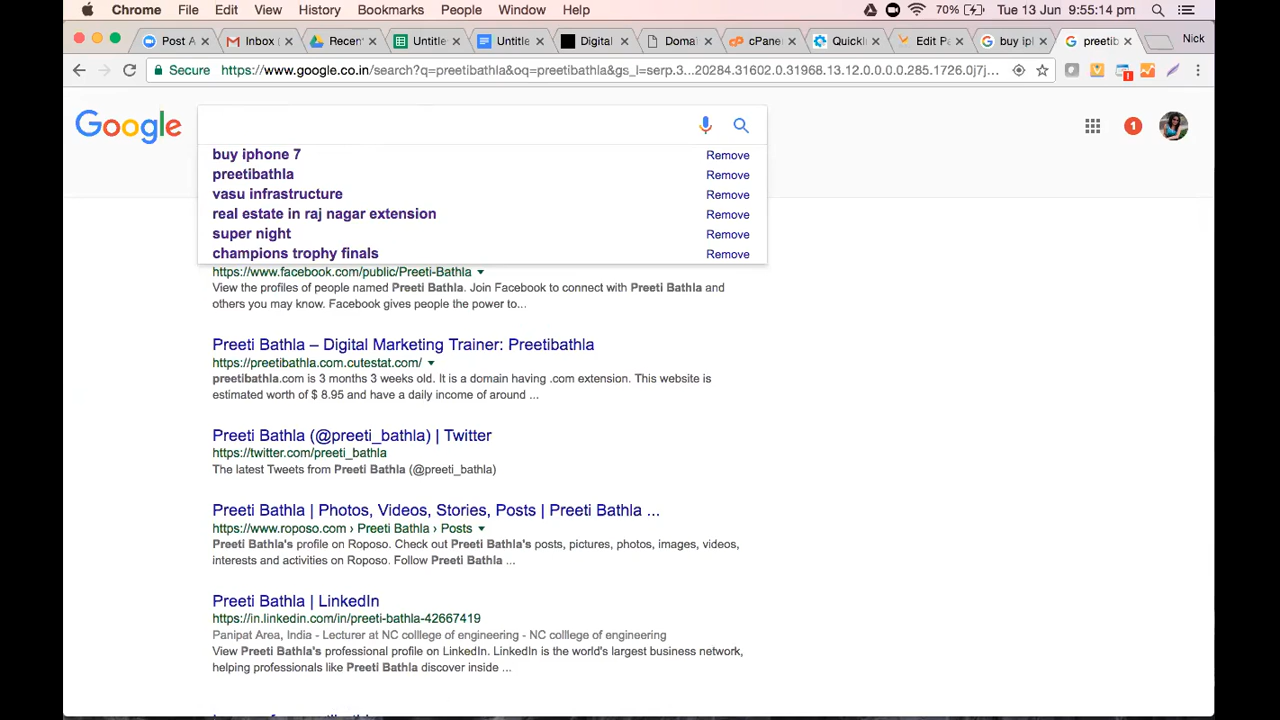 Chrome File Edit View History Bookmarks People Window Help 70% Tue 13 Jun 9:55:14 pm
Post A Inbox ( Recen Untitle Untitle Digital Domai cPane QuickIn Edit P buy ipl preetib Nick
Secure https://www.google.co.in/search?q=preetibathla&oq=preetibathla&gs_l=serp.3...20284.31602.0.31968.13.12.0.0.0.0.285.1726.0j7j...
Google 1
buy iphone 7 Remove
preetibathla Remove
vasu infrastructure Remove
real estate in raj nagar extension Remove
super night Remove
champions trophy finals Remove
https://www.facebook.com/public/Preeti-Bathla
View the profiles of people named Preeti Bathla. Join Facebook to connect with Preeti Bathla and
others you may know. Facebook gives people the power to...
Preeti Bathla – Digital Marketing Trainer: Preetibathla
https://preetibathla.com.cutestat.com/
preetibathla.com is 3 months 3 weeks old. It is a domain having .com extension. This website is
estimated worth of $ 8.95 and have a daily income of around ...
Preeti Bathla (@preeti_bathla) | Twitter
https://twitter.com/preeti_bathla
The latest Tweets from Preeti Bathla (@preeti_bathla)
Preeti Bathla | Photos, Videos, Stories, Posts | Preeti Bathla ...
https://www.roposo.com › Preeti Bathla › Posts
Preeti Bathla's profile on Roposo. Check out Preeti Bathla's posts, pictures, photos, images, videos,
interests and activities on Roposo. Follow Preeti Bathla ...
Preeti Bathla | LinkedIn
https://in.linkedin.com/in/preeti-bathla-42667419
Panipat Area, India - Lecturer at NC colllege of engineering - NC colllege of engineering
View Preeti Bathla's professional profile on LinkedIn. LinkedIn is the world's largest business network,
helping professionals like Preeti Bathla discover inside ...